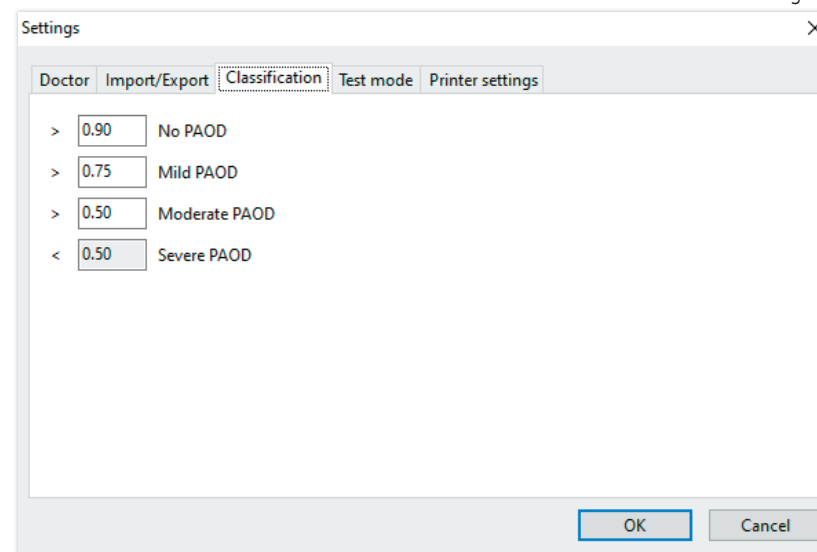 Settings
Doctor Import/Export Classification Test mode Printer settings
> 0.90 No PAOD
> 0.75 Mild PAOD
> 0.50 Moderate PAOD
< 0.50 Severe PAOD
OK Cancel